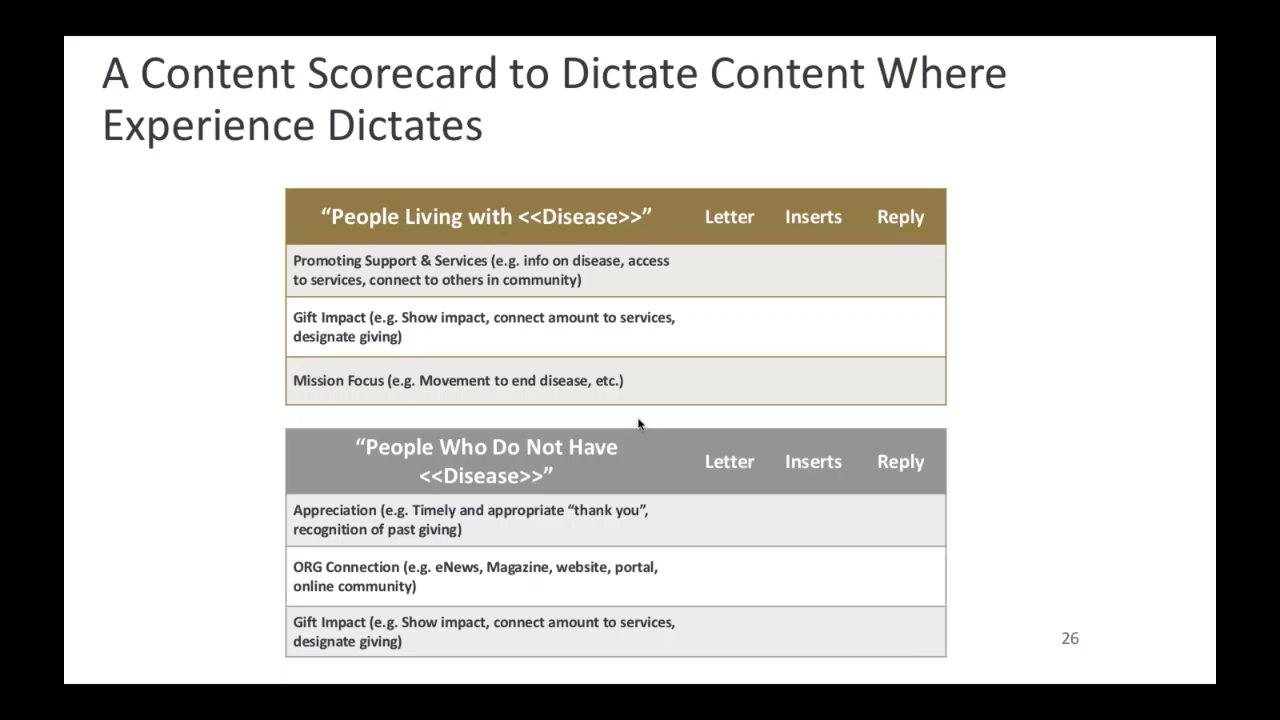 A Content Scorecard to Dictate Content Where
Experience Dictates
“People Living with <<Disease>>” Letter Inserts Reply
Promoting Support & Services (e.g. info on disease, access
to services, connect to others in community)
Gift Impact (e.g. Show impact, connect amount to services,
designate giving)
Mission Focus (e.g. Movement to end disease, etc.)
“People Who Do Not Have
<<Disease>>” Letter Inserts Reply
Appreciation (e.g. Timely and appropriate “thank you”,
recognition of past giving)
ORG Connection (e.g. eNews, Magazine, website, portal,
online community)
Gift Impact (e.g. Show impact, connect amount to services,
designate giving)
26